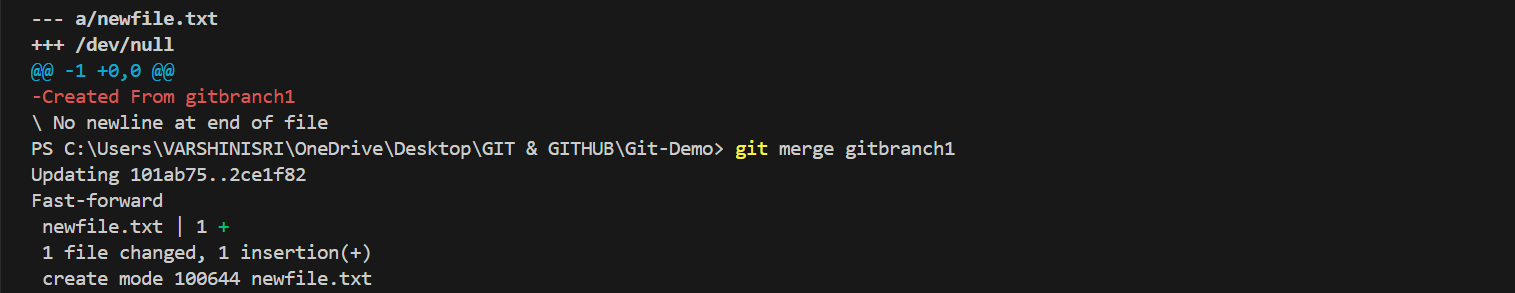 --- a/newfile.txt
+++ /dev/null
@@ -1 +0,0 @@
-Created From gitbranch1
\ No newline at end of file
PS C:\Users\VARSHINISRI\OneDrive\Desktop\GIT & GITHUB\Git-Demo> git merge gitbranch1
Updating 101ab75..2ce1f82
Fast-forward
 newfile.txt | 1 +
 1 file changed, 1 insertion(+)
 create mode 100644 newfile.txt